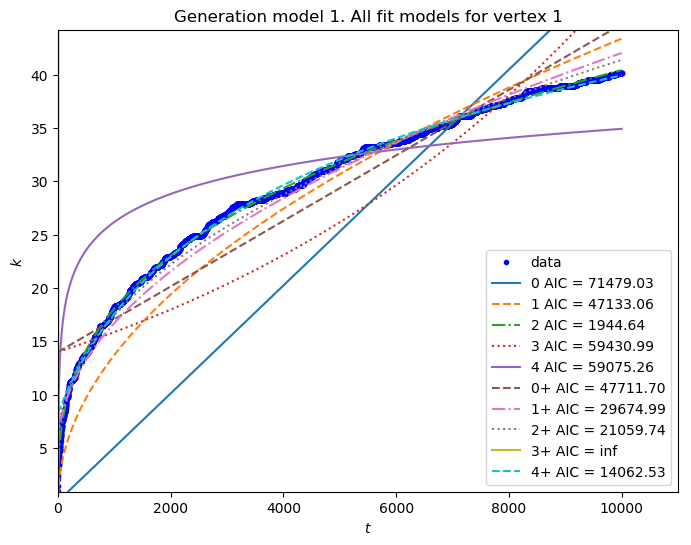 Generation model 1. All fit models for vertex 1
k
40
35
30
25
20
15
10
5
0 2000 4000 6000 8000 10000
t
data
0 AIC = 71479.03
1 AIC = 47133.06
2 AIC = 1944.64
3 AIC = 59430.99
4 AIC = 59075.26
0+ AIC = 47711.70
1+ AIC = 29674.99
2+ AIC = 21059.74
3+ AIC = inf
4+ AIC = 14062.53